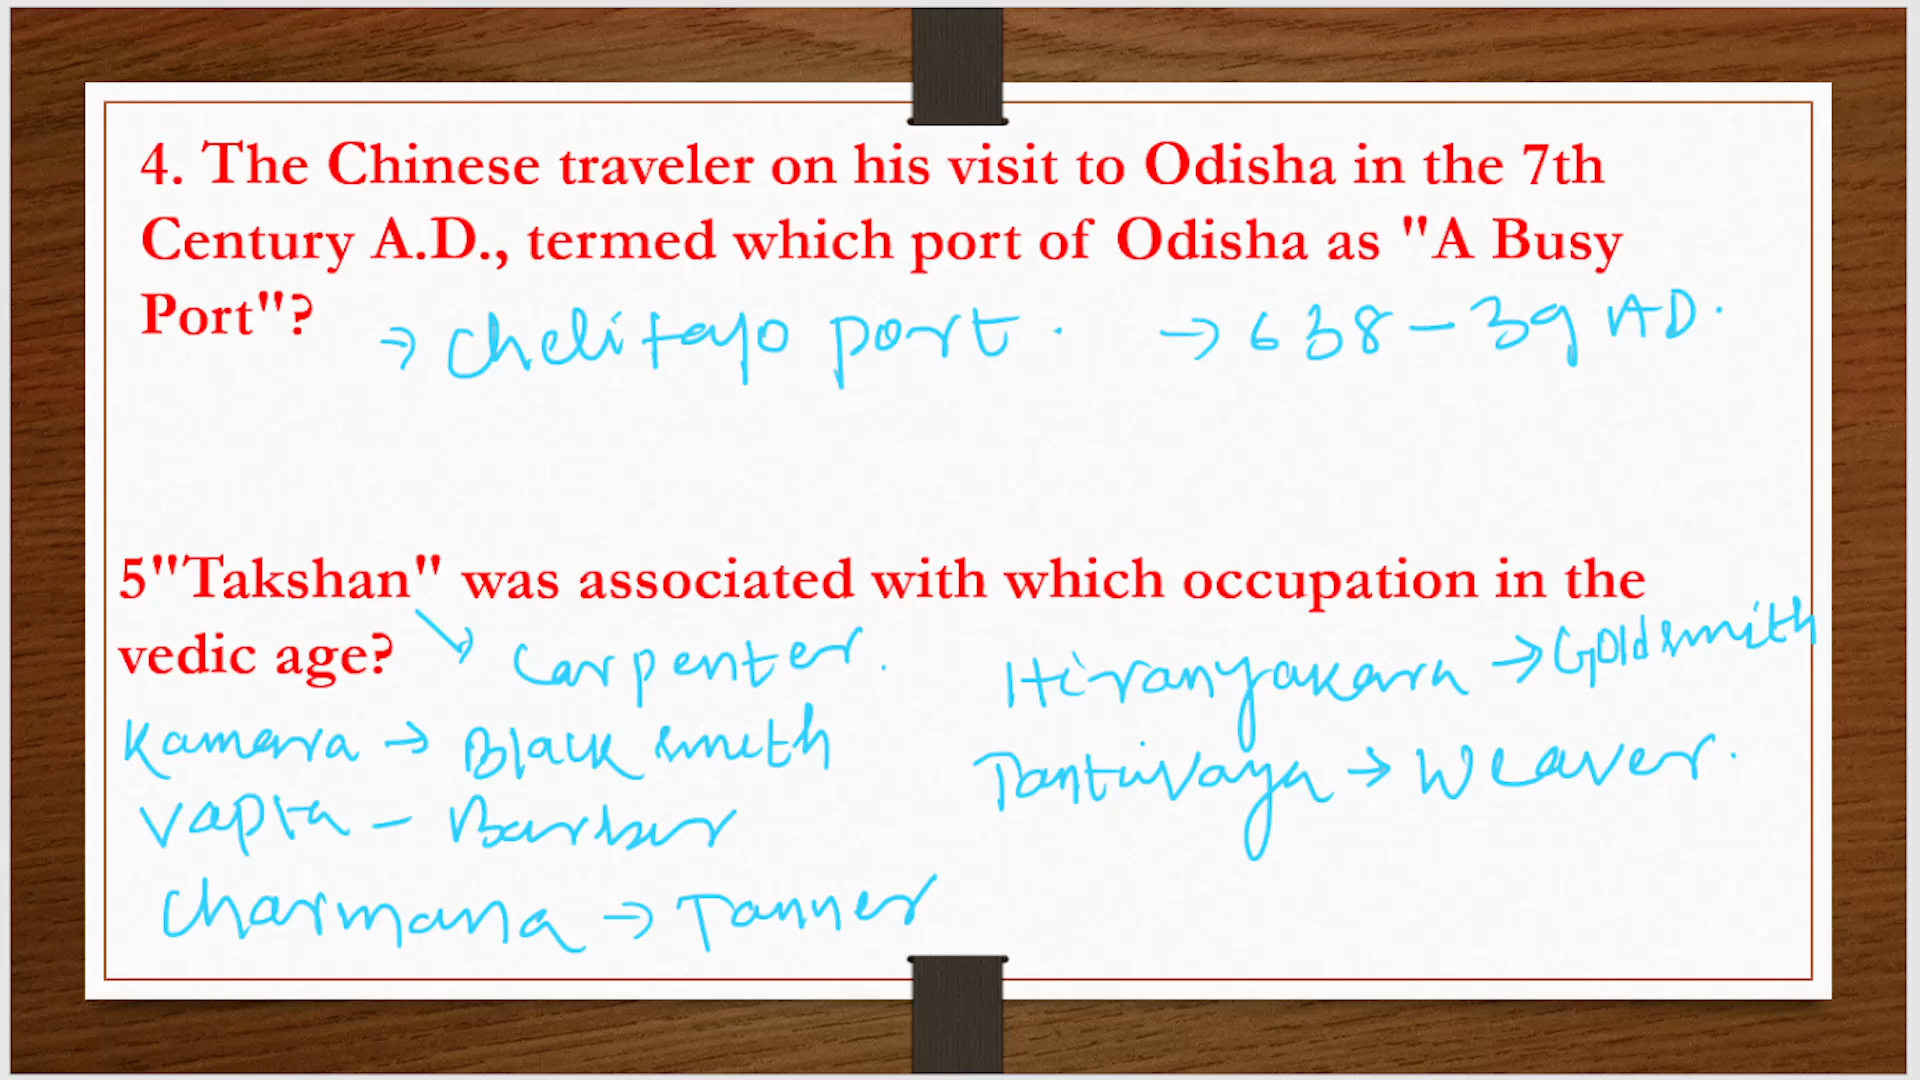 4. The Chinese traveler on his visit to Odisha in the 7th
Century A.D., termed which port of Odisha as "A Busy
Port"?
→ Chelitayo port. → 638-39 AD.
5"Takshan" was associated with which occupation in the
vedic age?
→ Carpenter.
Hiranyakara → Goldsmith
Kamara → Black smith
Tantuvaya → Weaver.
Vapta - Barber
Charmana → Tanner